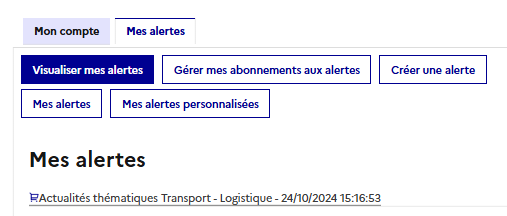 Mon compte Mes alertes
Visualiser mes alertes Gérer mes abonnements aux alertes Créer une alerte
Mes alertes Mes alertes personnalisées
Mes alertes
Actualités thématiques Transport - Logistique - 24/10/2024 15:16:53